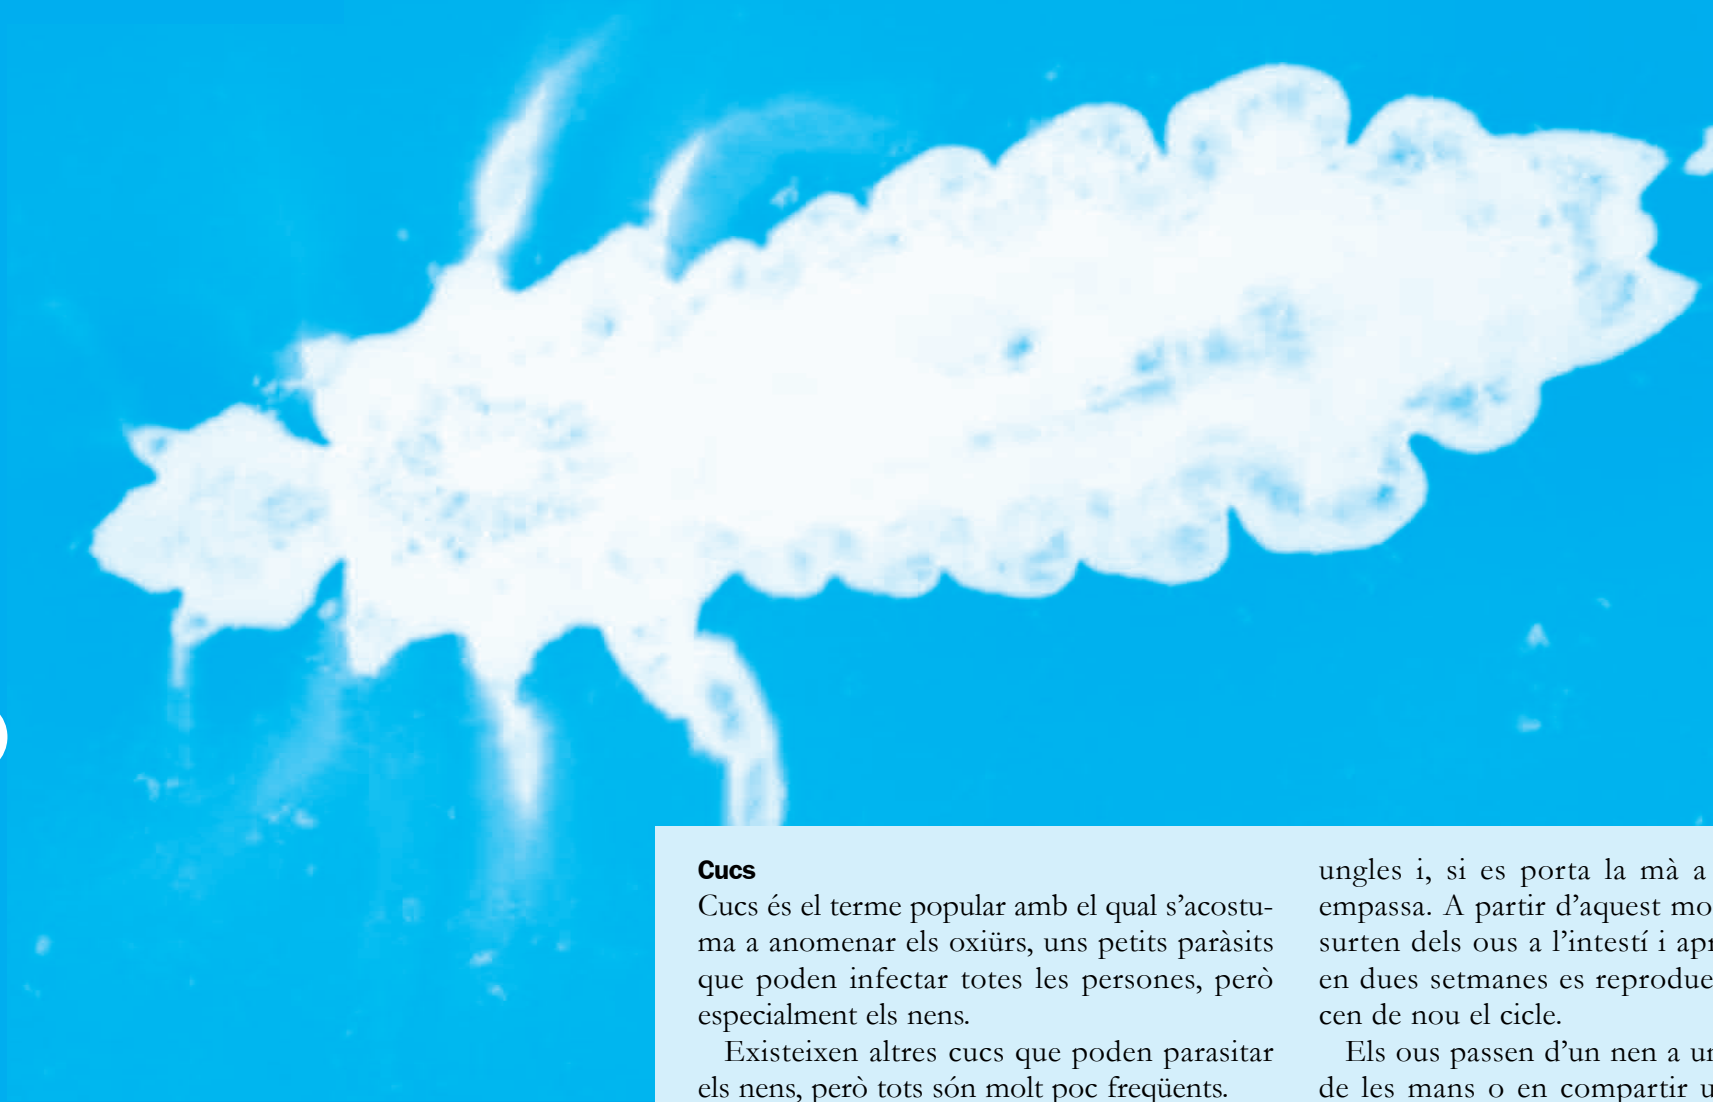 Cucs
Cucs és el terme popular amb el qual s’acostu-
ma a anomenar els oxiürs, uns petits paràsits
que poden infectar totes les persones, però
especialment els nens.
Existeixen altres cucs que poden parasitar
els nens, però tots són molt poc freqüents.
ungles i, si es porta la mà a
empassa. A partir d’aquest mo
surten dels ous a l’intestí i apr
en dues setmanes es reprodue
cen de nou el cicle.
Els ous passen d’un nen a un
de les mans o en compartir u